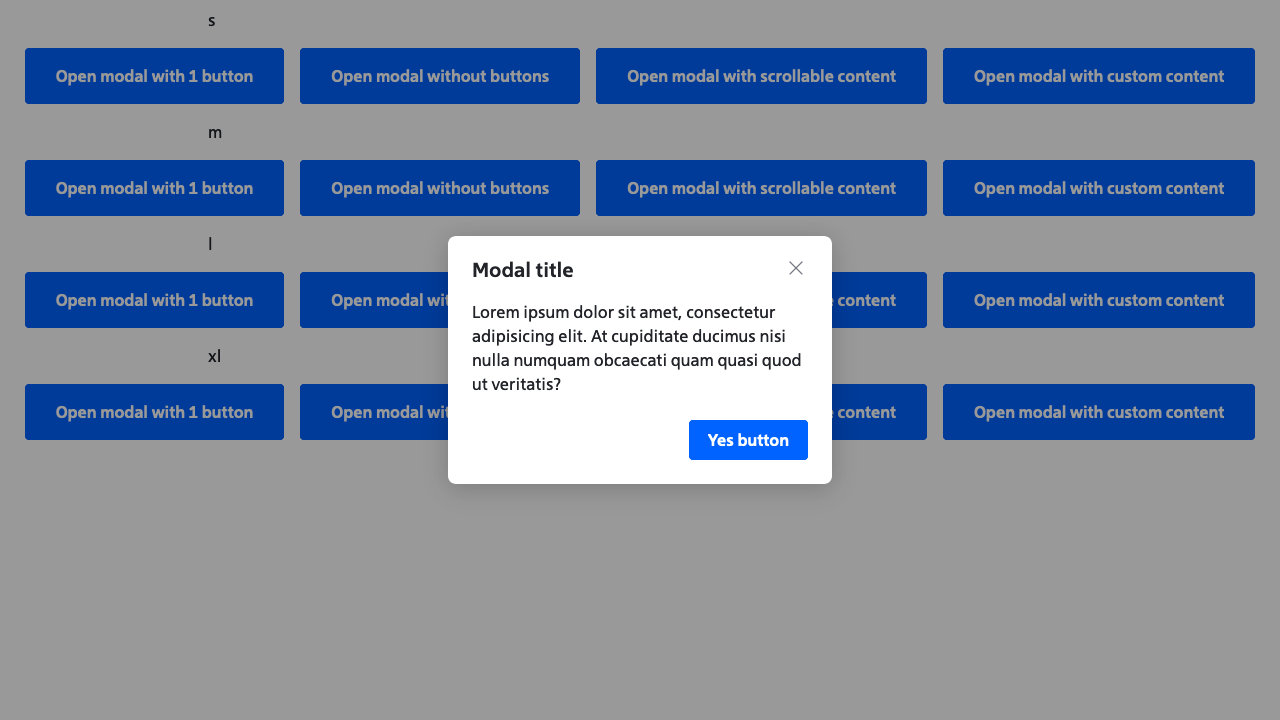 s
Open modal with 1 button
Open modal without buttons
Open modal with scrollable content
Open modal with custom content
m
Open modal with 1 button
Open modal without buttons
Open modal with scrollable content
Open modal with custom content
l
Open modal with 1 button
Open modal
content
Open modal with custom content
xl
Open modal with 1 button
Open modal
content
Open modal with custom content
Modal title
Lorem ipsum dolor sit amet, consectetur
adipisicing elit. At cupiditate ducimus nisi
nulla numquam obcaecati quam quasi quod
ut veritatis?
Yes button